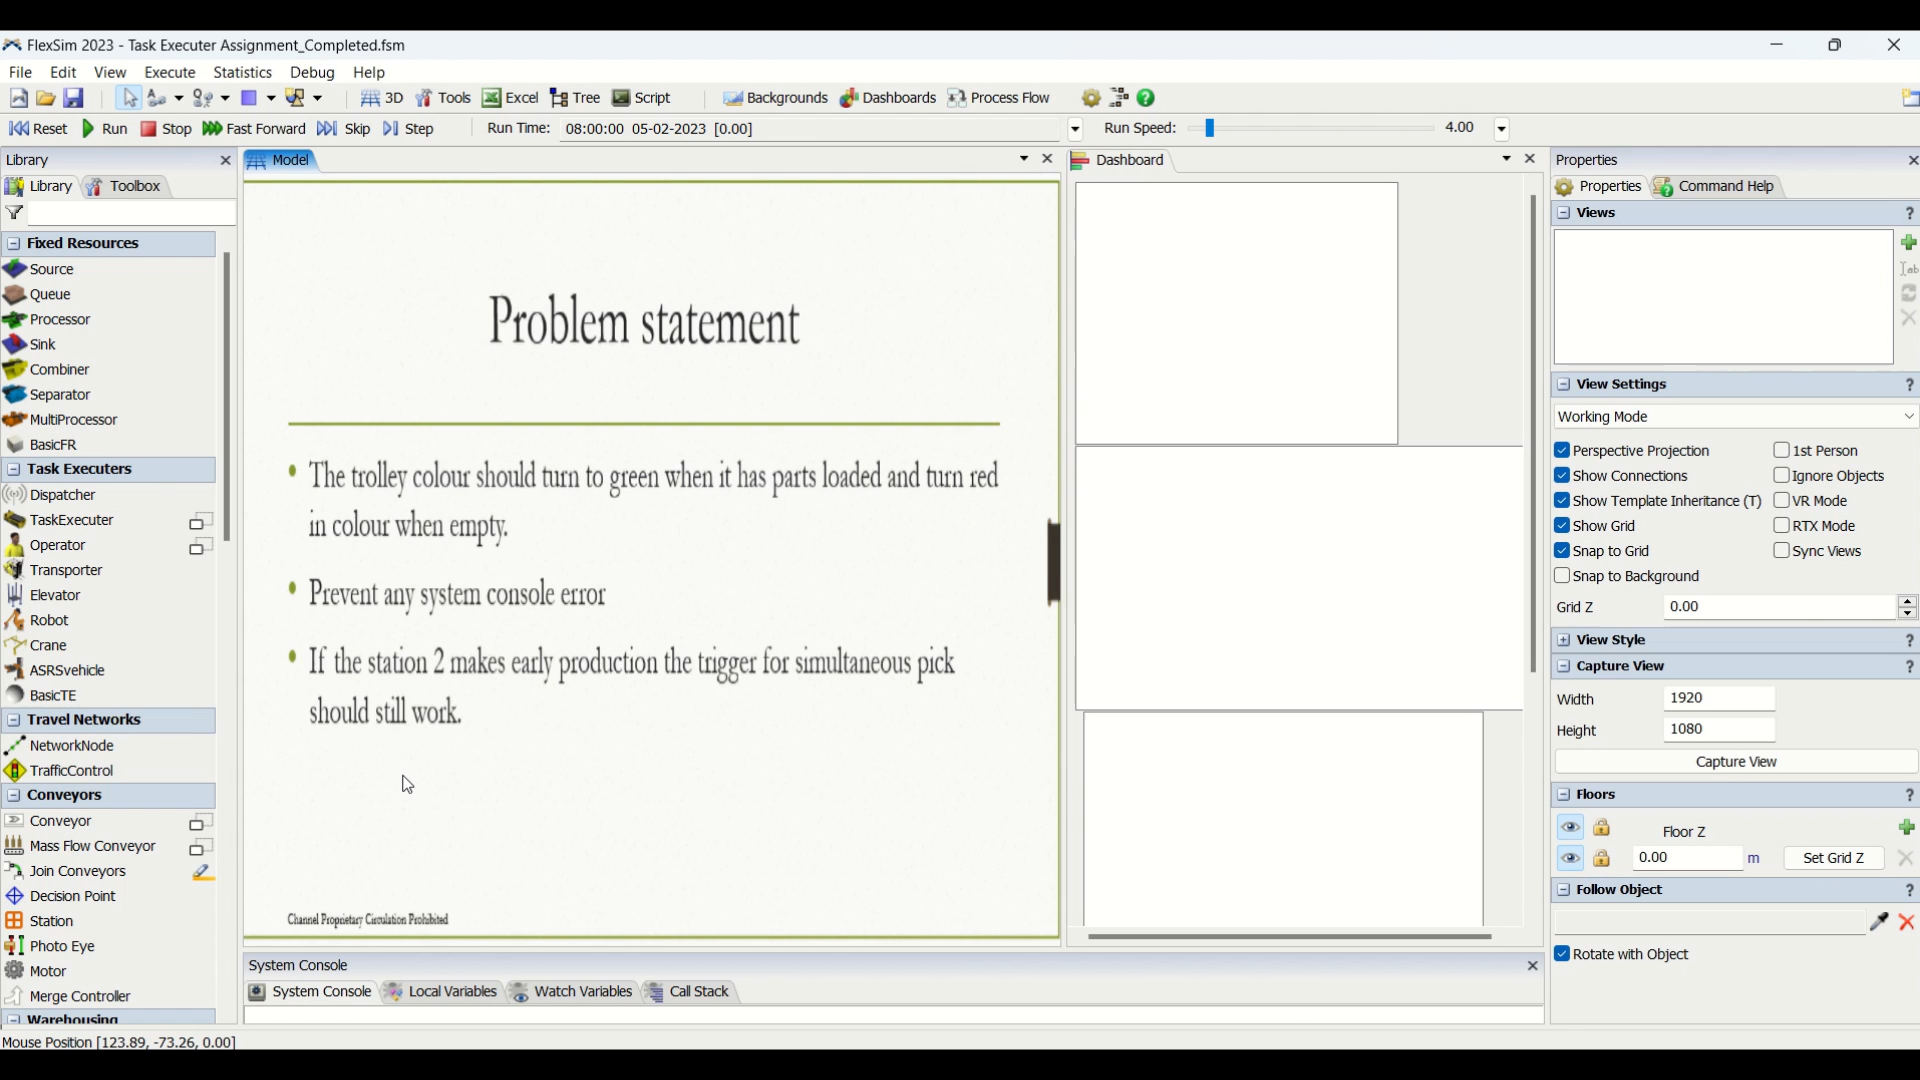 FlexSim 2023 - Task Executer Assignment_Completed.fsm
File Edit View Execute Statistics Debug Help
3D Tools Excel Tree Script Backgrounds Dashboards Process Flow
Reset Run Stop Fast Forward Skip Step Run Time: 08:00:00 05-02-2023 [0.00] Run Speed: 4.00
Library
Library Toolbox
Fixed Resources
Source
Queue
Processor
Sink
Combiner
Separator
MultiProcessor
BasicFR
Task Executers
Dispatcher
TaskExecuter
Operator
Transporter
Elevator
Robot
Crane
ASRSvehicle
BasicTE
Travel Networks
NetworkNode
TrafficControl
Conveyors
Conveyor
Mass Flow Conveyor
Join Conveyors
Decision Point
Station
Photo Eye
Motor
Merge Controller
Warehousing
Model
Problem statement
• The trolley colour should turn to green when it has parts loaded and turn red
in colour when empty.
• Prevent any system console error
• If the station 2 makes early production the trigger for simultaneous pick
should still work.
Channel Proprietary Circulation Prohibited
Dashboard
System Console
System Console Local Variables Watch Variables Call Stack
Properties
Properties Command Help
Views ?
ab
View Settings ?
Working Mode
Perspective Projection 1st Person
Show Connections Ignore Objects
Show Template Inheritance (T) VR Mode
Show Grid RTX Mode
Snap to Grid Sync Views
Snap to Background
Grid Z 0.00
View Style ?
Capture View ?
Width 1920
Height 1080
Capture View
Floors ?
Floor Z
0.00 m Set Grid Z
Follow Object ?
Rotate with Object
Mouse Position [123.89, -73.26, 0.00]